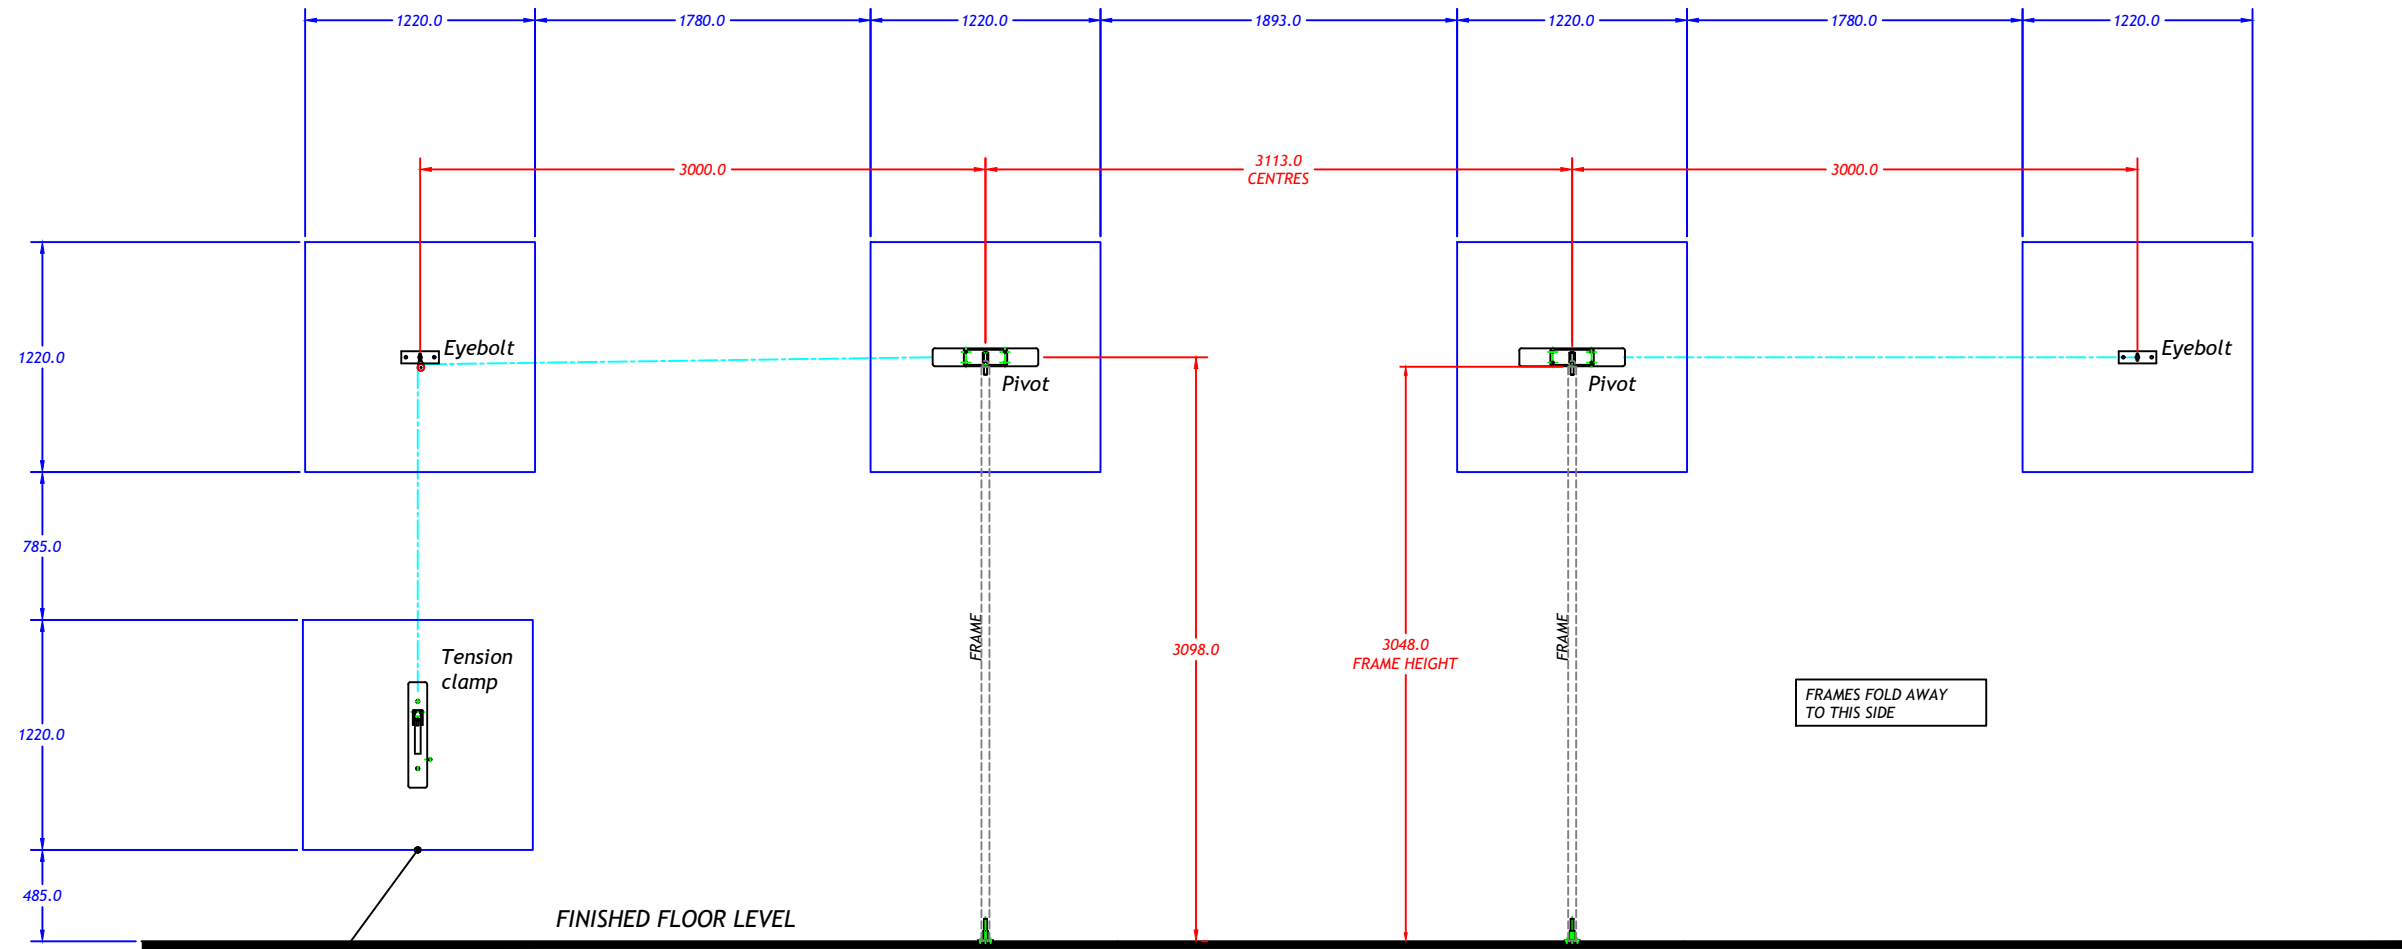 1220.0
1780.0
1220.0
1893.0
1220.0
1780.0
1220.0
3000.0
3113.0
CENTRES
3000.0
1220.0
Eyebolt
Pivot
Pivot
Eyebolt
785.0
Tension
clamp
FRAME
3098.0
3048.0
FRAME HEIGHT
FRAME
FRAMES FOLD AWAY
TO THIS SIDE
1220.0
485.0
FINISHED FLOOR LEVEL